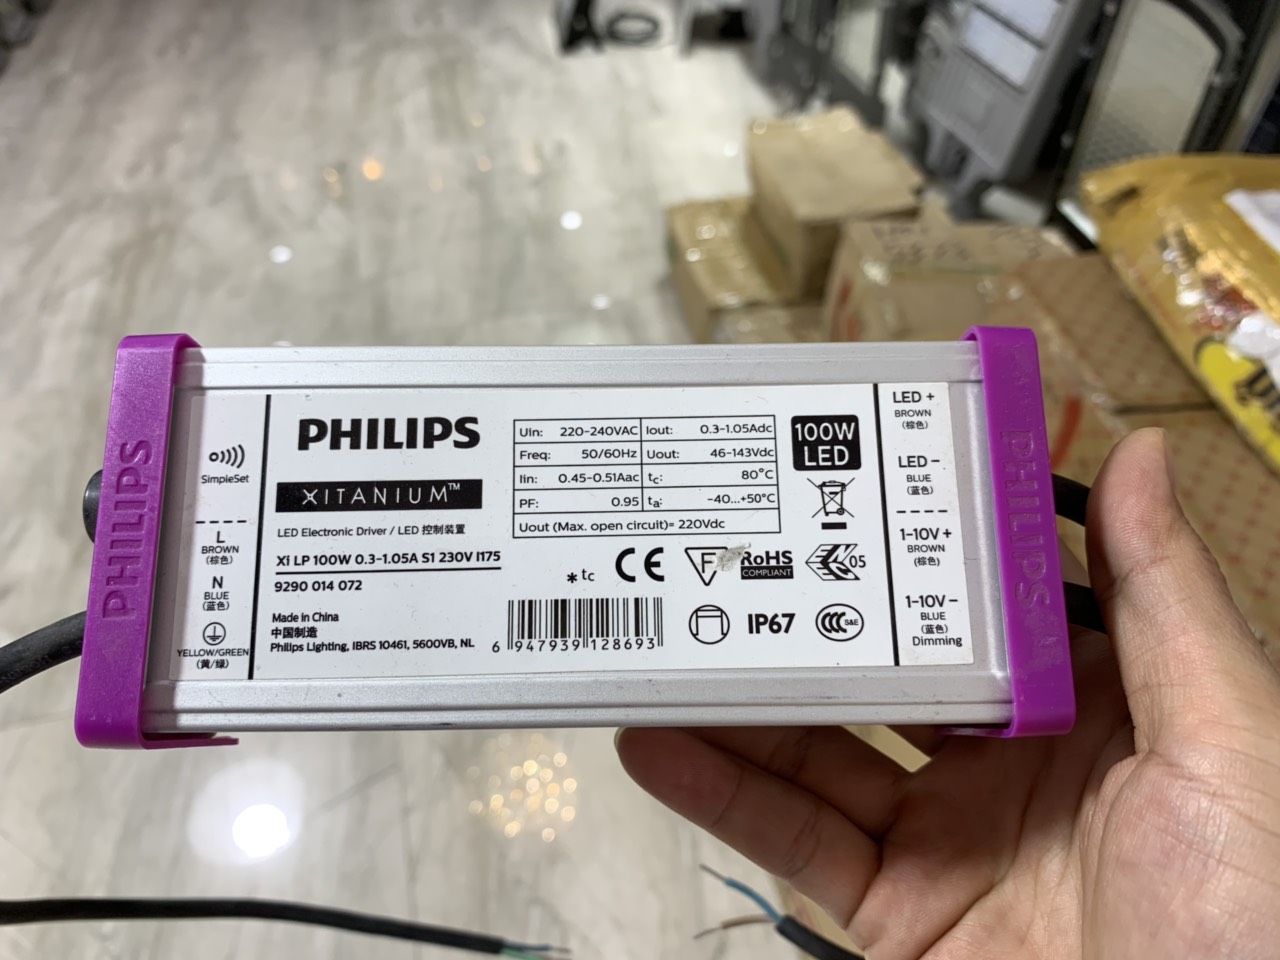 PHILIPS
SimpleSet
L
BROWN
(棕色)
N
BLUE
(蓝色)
YELLOW/GREEN
(黄/绿)
PHILIPS
XITANIUM™
LED Electronic Driver / LED 控制装置
Xi LP 100W 0.3-1.05A S1 230V I175
9290 014 072
Made in China
中国制造
Philips Lighting, IBRS 10461, 5600VB, NL
Uin: 220-240VAC Iout: 0.3-1.05Adc
Freq: 50/60Hz Uout: 46-143Vdc
Iin: 0.45-0.51Aac tc: 80°C
PF: 0.95 ta: -40...+50°C
Uout (Max. open circuit)= 220Vdc
*tc
CE
F
RoHS
COMPLIANT
05
6 947939 128693
IP67
CCC S&E
100W
LED
LED +
BROWN
(棕色)
LED -
BLUE
(蓝色)
1-10V +
BROWN
(棕色)
1-10V -
BLUE
(蓝色)
Dimming
PHILIPS